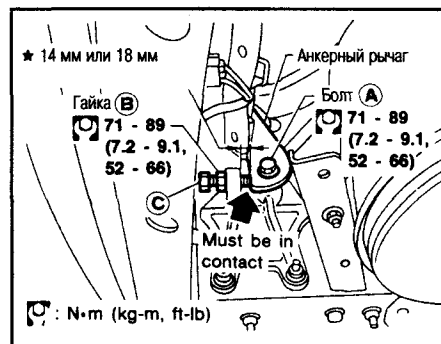 ★ 14 мм или 18 мм
Анкерный рычаг
Гайка B
71 - 89
(7.2 - 9.1,
52 - 66)
Болт A
71 - 89
(7.2 - 9.1,
52 - 66)
C
Must be in
contact
: N•m (kg-m, ft-lb)